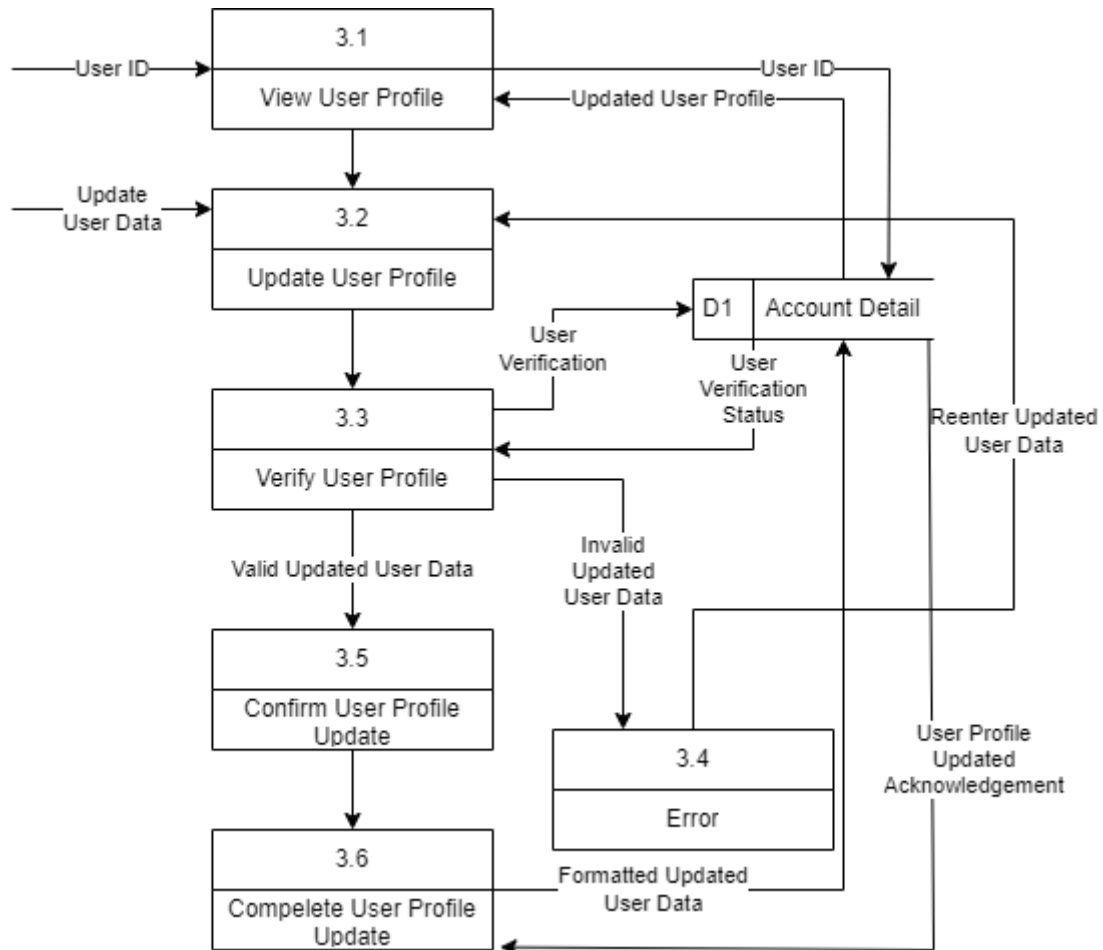 3.1
User ID
User ID
View User Profile
Updated User Profile
Update
User Data
3.2
Update User Profile
D1
Account Detail
User
Verification
User
Verification
Status
3.3
Reenter Updated
User Data
Verify User Profile
Valid Updated User Data
Invalid
Updated
User Data
3.5
Confirm User Profile
Update
3.4
Error
User Profile
Updated
Acknowledgement
3.6
Compelete User Profile
Update
Formatted Updated
User Data